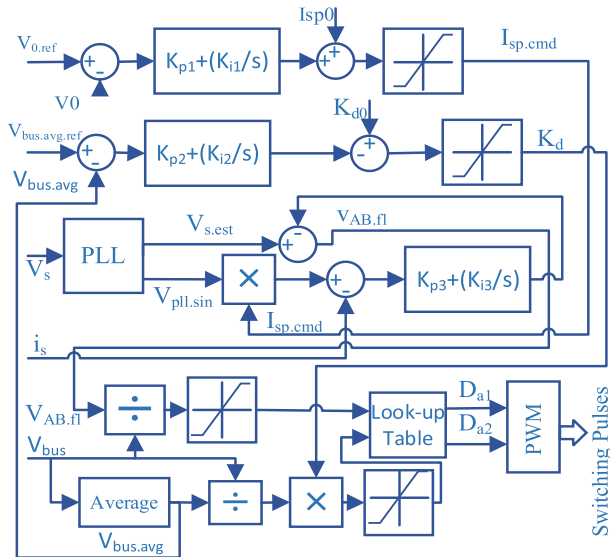 Isp0
V0.ref
+
-
Kp1+(Ki1/s)
+
+
Isp.cmd
V0
Kd0
Vbus.avg.ref
+
-
Kp2+(Ki2/s)
-
+
Kd
Vbus.avg
Vs.est
+
-
vAB.fl
Vs
PLL
Vpll.sin
×
+
-
Kp3+(Ki3/s)
Isp.cmd
is
VAB.fl
÷
Look-up
Table
Da1
Da2
PWM
Switching Pulses
Vbus
Average
÷
×
Vbus.avg